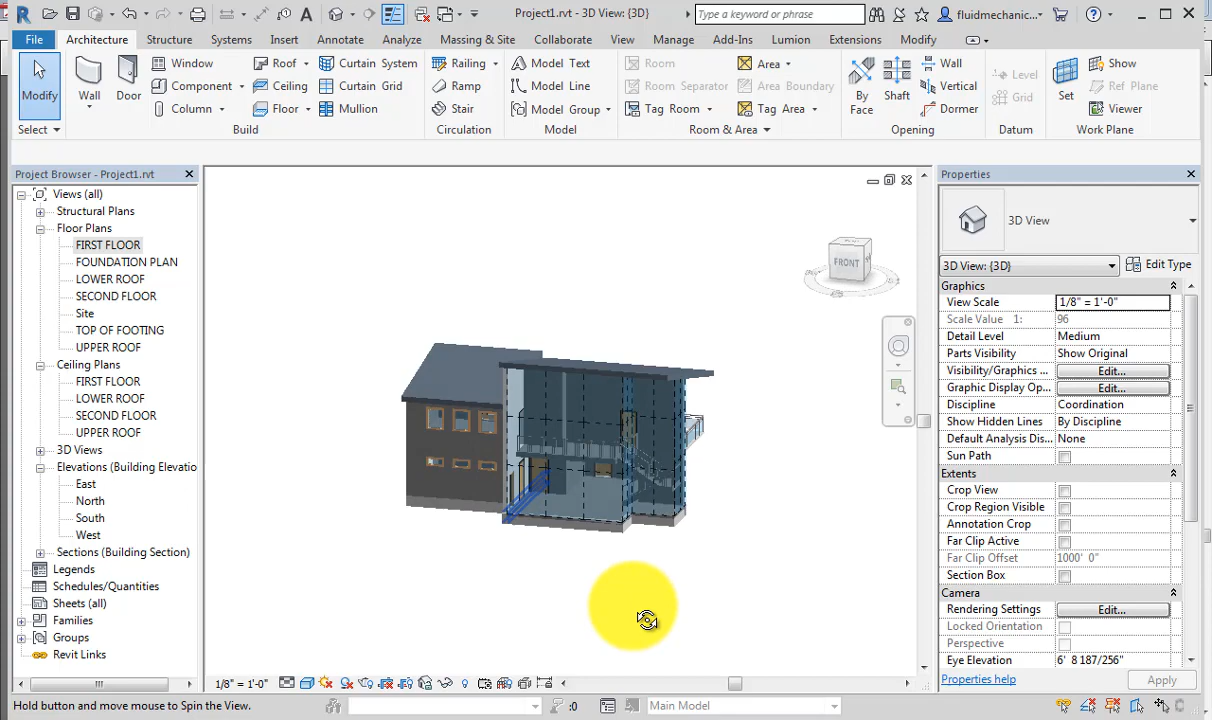 Project1.rvt - 3D View: {3D}
Type a keyword or phrase
fluidmechanic...
File Architecture Structure Systems Insert Annotate Analyze Massing & Site Collaborate View Manage Add-Ins Lumion Extensions Modify
Modify
Wall
Door
Window
Component
Column
Roof
Ceiling
Floor
Curtain System
Curtain Grid
Mullion
Railing
Ramp
Stair
Model Text
Model Line
Model Group
Room
Room Separator
Tag Room
Area
Area Boundary
Tag Area
By
Face
Shaft
Wall
Vertical
Dormer
Level
Grid
Set
Show
Ref Plane
Viewer
Select Build Circulation Model Room & Area Opening Datum Work Plane
Project Browser - Project1.rvt
Views (all)
Structural Plans
Floor Plans
FIRST FLOOR
FOUNDATION PLAN
LOWER ROOF
SECOND FLOOR
Site
TOP OF FOOTING
UPPER ROOF
Ceiling Plans
FIRST FLOOR
LOWER ROOF
SECOND FLOOR
UPPER ROOF
3D Views
Elevations (Building Elevatio
East
North
South
West
Sections (Building Section)
Legends
Schedules/Quantities
Sheets (all)
Families
Groups
Revit Links
FRONT
Properties
3D View
3D View: {3D} Edit Type
Graphics
View Scale 1/8" = 1'-0"
Scale Value 1: 96
Detail Level Medium
Parts Visibility Show Original
Visibility/Graphics ... Edit...
Graphic Display Op... Edit...
Discipline Coordination
Show Hidden Lines By Discipline
Default Analysis Dis... None
Sun Path
Extents
Crop View
Crop Region Visible
Annotation Crop
Far Clip Active
Far Clip Offset 1000' 0"
Section Box
Camera
Rendering Settings Edit...
Locked Orientation
Perspective
Eye Elevation 6' 8 187/256"
Properties help Apply
1/8" = 1'-0"
Hold button and move mouse to Spin the View.
:0
Main Model